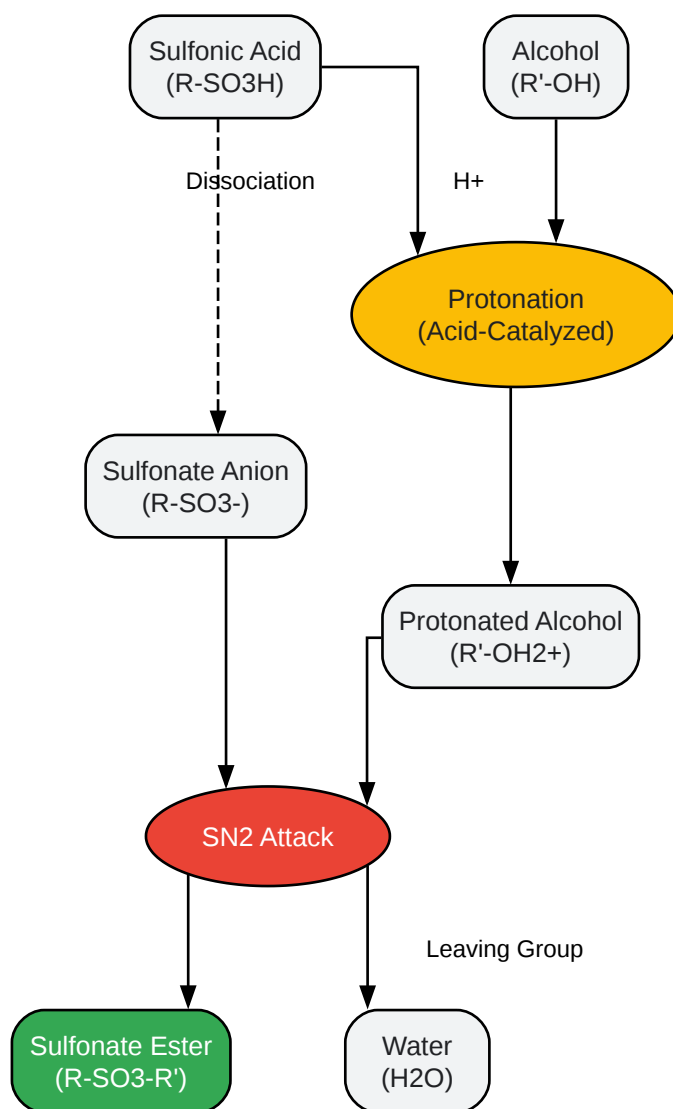 Sulfonic Acid
(R-SO3H)
Alcohol
(R'-OH)
Dissociation
H+
Protonation
(Acid-Catalyzed)
Sulfonate Anion
(R-SO3-)
Protonated Alcohol
(R'-OH2+)
SN2 Attack
Leaving Group
Sulfonate Ester
(R-SO3-R')
Water
(H2O)